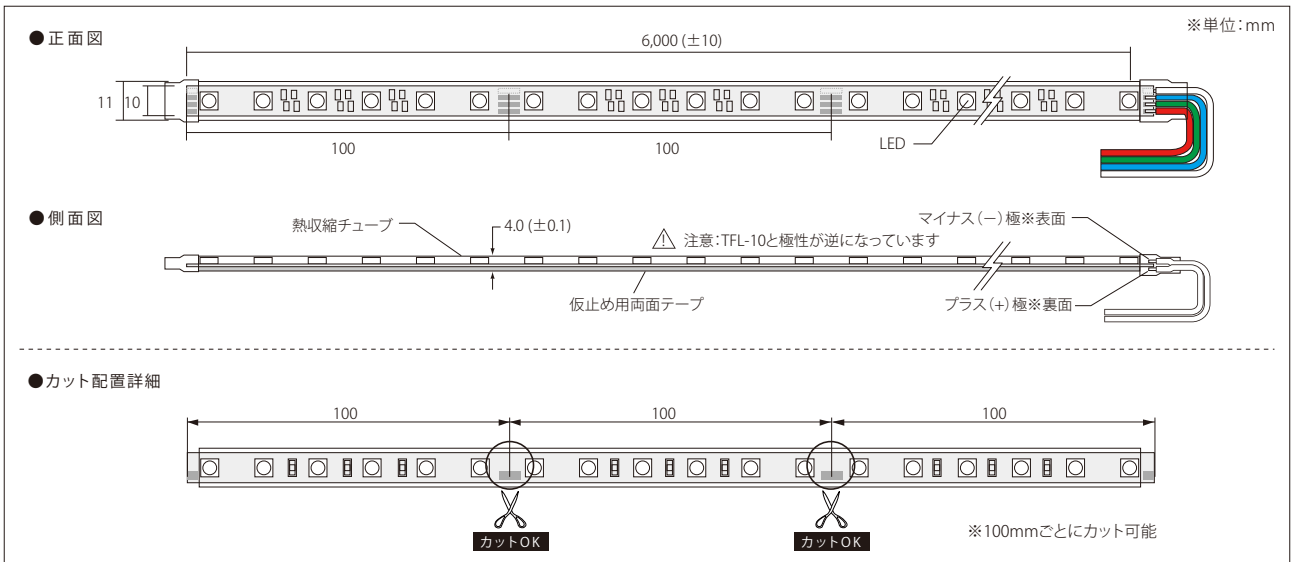 ●正面図
※単位：mm
6,000 (±10)
11
10
100
100
LED
●側面図
熱収縮チューブ
4.0 (±0.1)
注意：TFL-10と極性が逆になっています
マイナス（−）極※表面
仮止め用両面テープ
プラス（+）極※裏面
●カット配置詳細
100
100
100
カットOK
カットOK
※100mmごとにカット可能